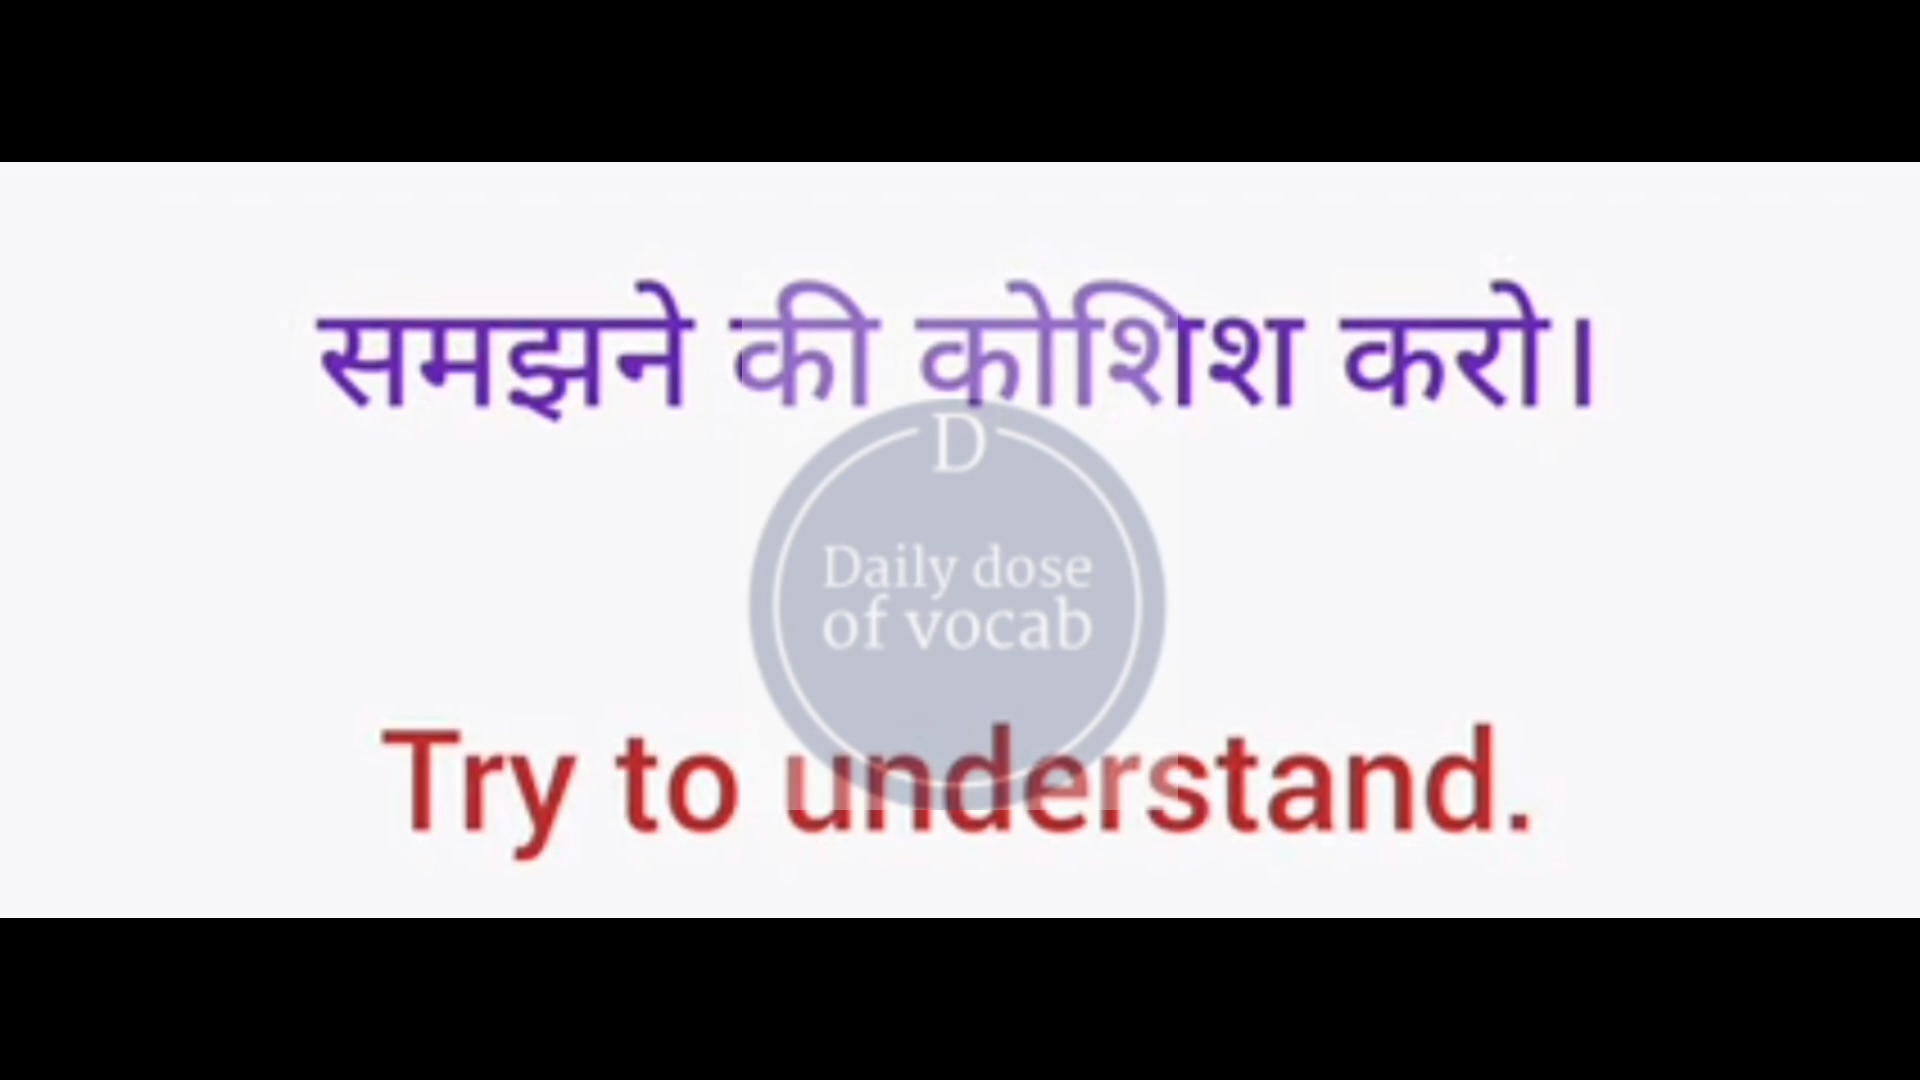 समझने की कोशिश करो।
D
Daily dose
of vocab
Try to understand.